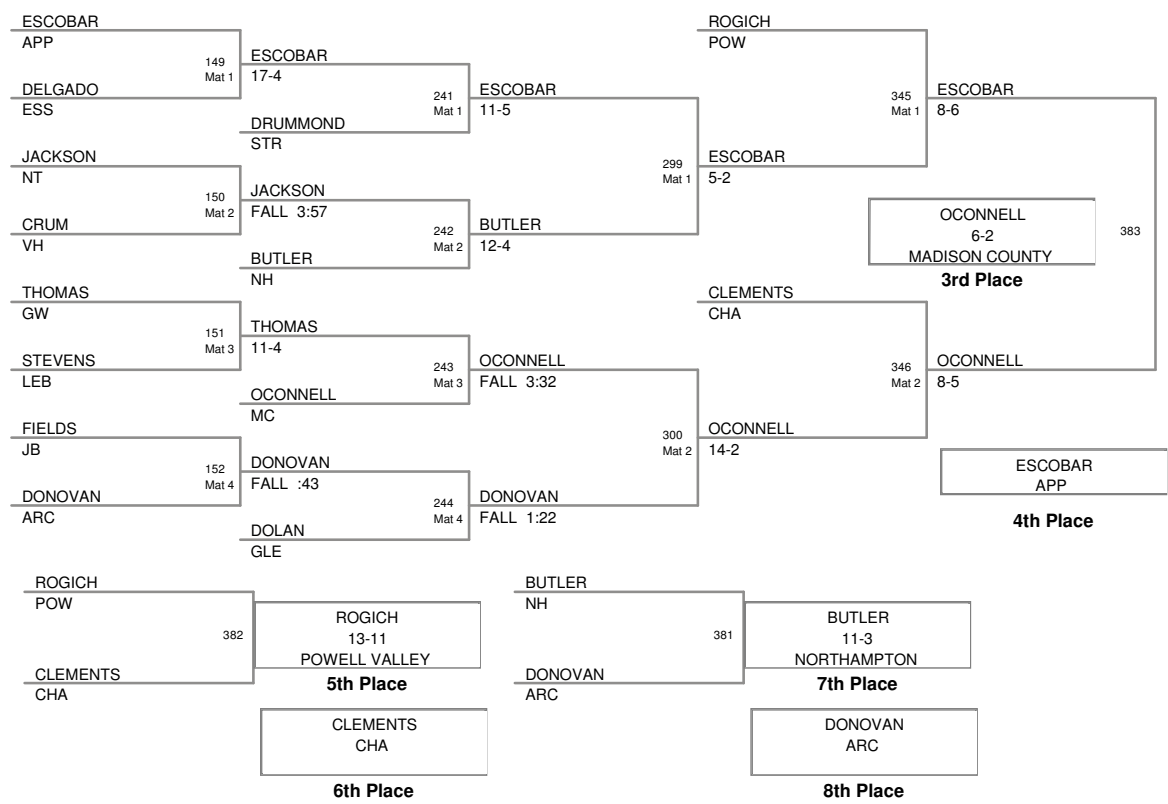 ESCOBAR
APP
149
Mat 1
DELGADO
ESS
ESCOBAR
17-4
241
Mat 1
DRUMMOND
STR
ESCOBAR
11-5
JACKSON
NT
150
Mat 2
CRUM
VH
JACKSON
FALL 3:57
242
Mat 2
BUTLER
NH
BUTLER
12-4
299
Mat 1
ESCOBAR
5-2
THOMAS
GW
151
Mat 3
STEVENS
LEB
THOMAS
11-4
243
Mat 3
OCONNELL
MC
OCONNELL
FALL 3:32
FIELDS
JB
152
Mat 4
DONOVAN
ARC
DONOVAN
FALL :43
244
Mat 4
DOLAN
GLE
DONOVAN
FALL 1:22
300
Mat 2
OCONNELL
14-2
ROGICH
POW
345
Mat 1
ESCOBAR
8-6
CLEMENTS
CHA
346
Mat 2
OCONNELL
8-5
383
OCONNELL
6-2
MADISON COUNTY
3rd Place
ESCOBAR
APP
4th Place
ROGICH
POW
382
CLEMENTS
CHA
ROGICH
13-11
POWELL VALLEY
5th Place
CLEMENTS
CHA
6th Place
BUTLER
NH
381
DONOVAN
ARC
BUTLER
11-3
NORTHAMPTON
7th Place
DONOVAN
ARC
8th Place